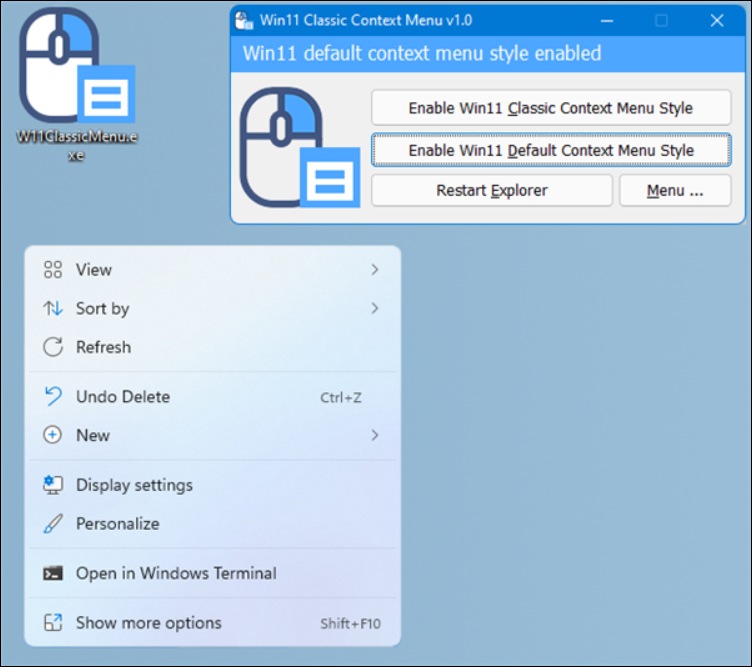 W11ClassicMenu.e
xe
Win11 Classic Context Menu v1.0
Win11 default context menu style enabled
Enable Win11 Classic Context Menu Style
Enable Win11 Default Context Menu Style
Restart Explorer
Menu ...
View
Sort by
Refresh
Undo Delete Ctrl+Z
New
Display settings
Personalize
Open in Windows Terminal
Show more options Shift+F10